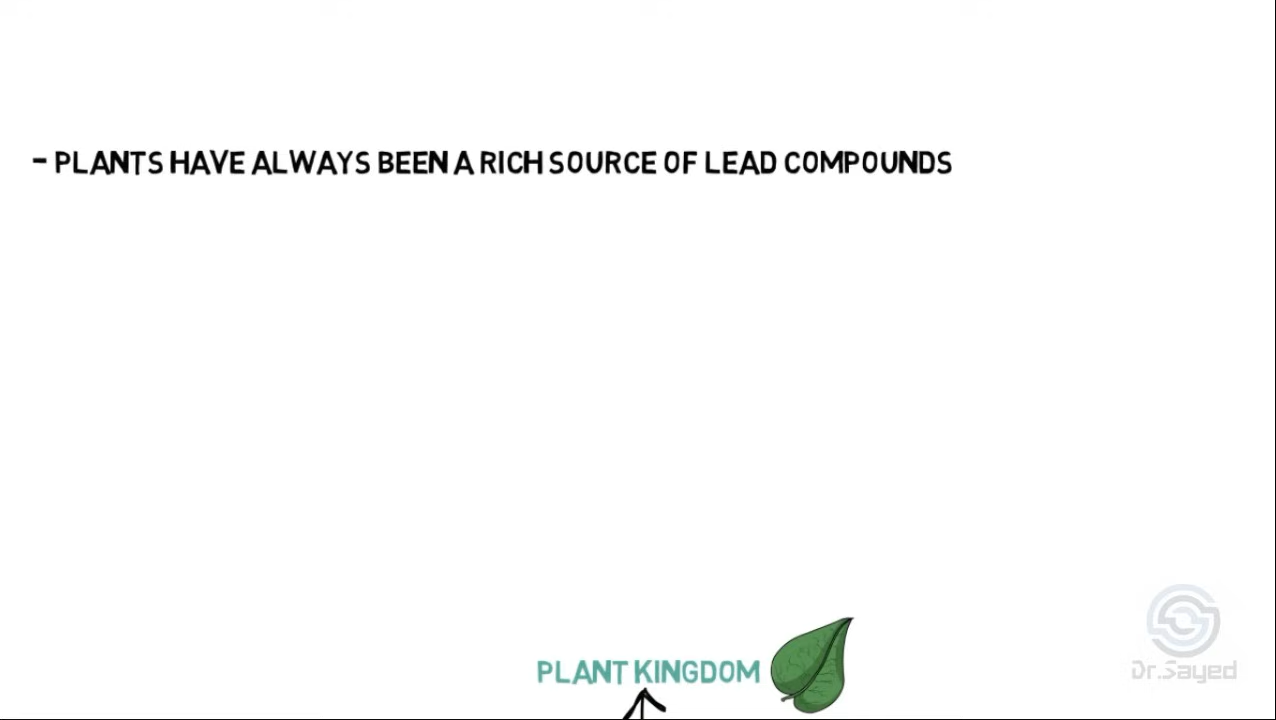 - PLANTS HAVE ALWAYS BEEN A RICH SOURCE OF LEAD COMPOUNDS
PLANT KINGDOM
Dr.Sayed